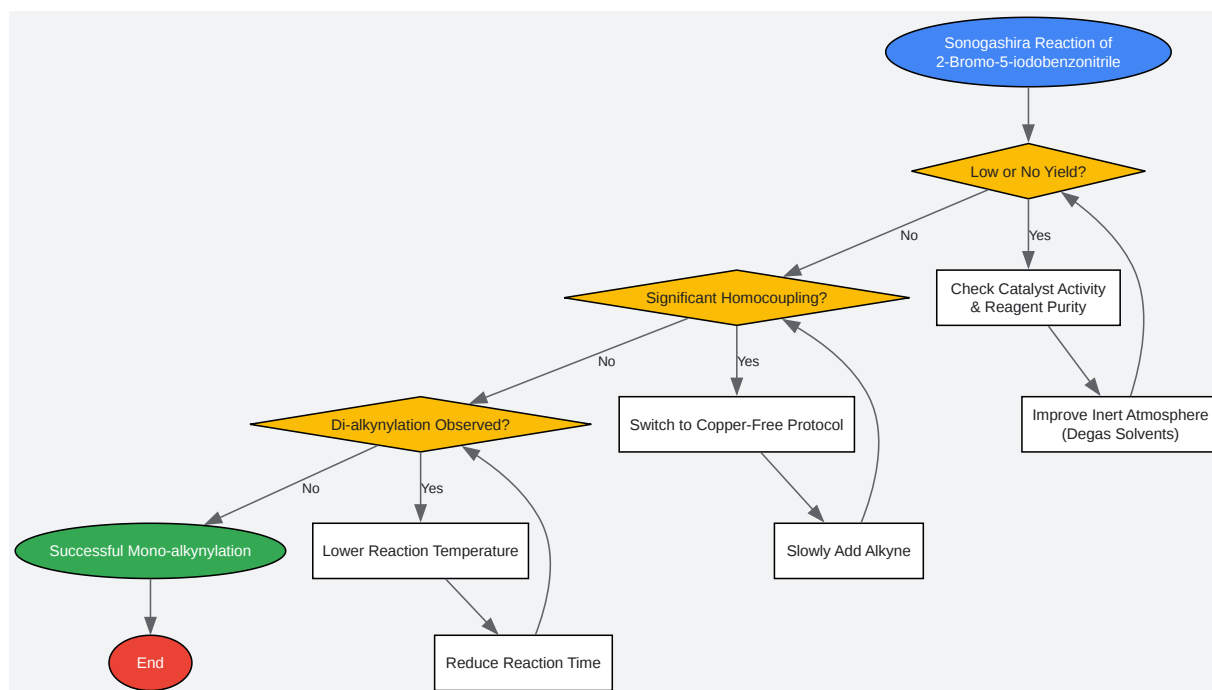 Sonogashira Reaction of
2-Bromo-5-iodobenzonitrile
Low or No Yield?
No
Yes
Significant Homocoupling?
Check Catalyst Activity
& Reagent Purity
No
Yes
Di-alkynylation Observed?
Switch to Copper-Free Protocol
Improve Inert Atmosphere
(Degas Solvents)
No
Yes
Successful Mono-alkynylation
Lower Reaction Temperature
Slowly Add Alkyne
End
Reduce Reaction Time